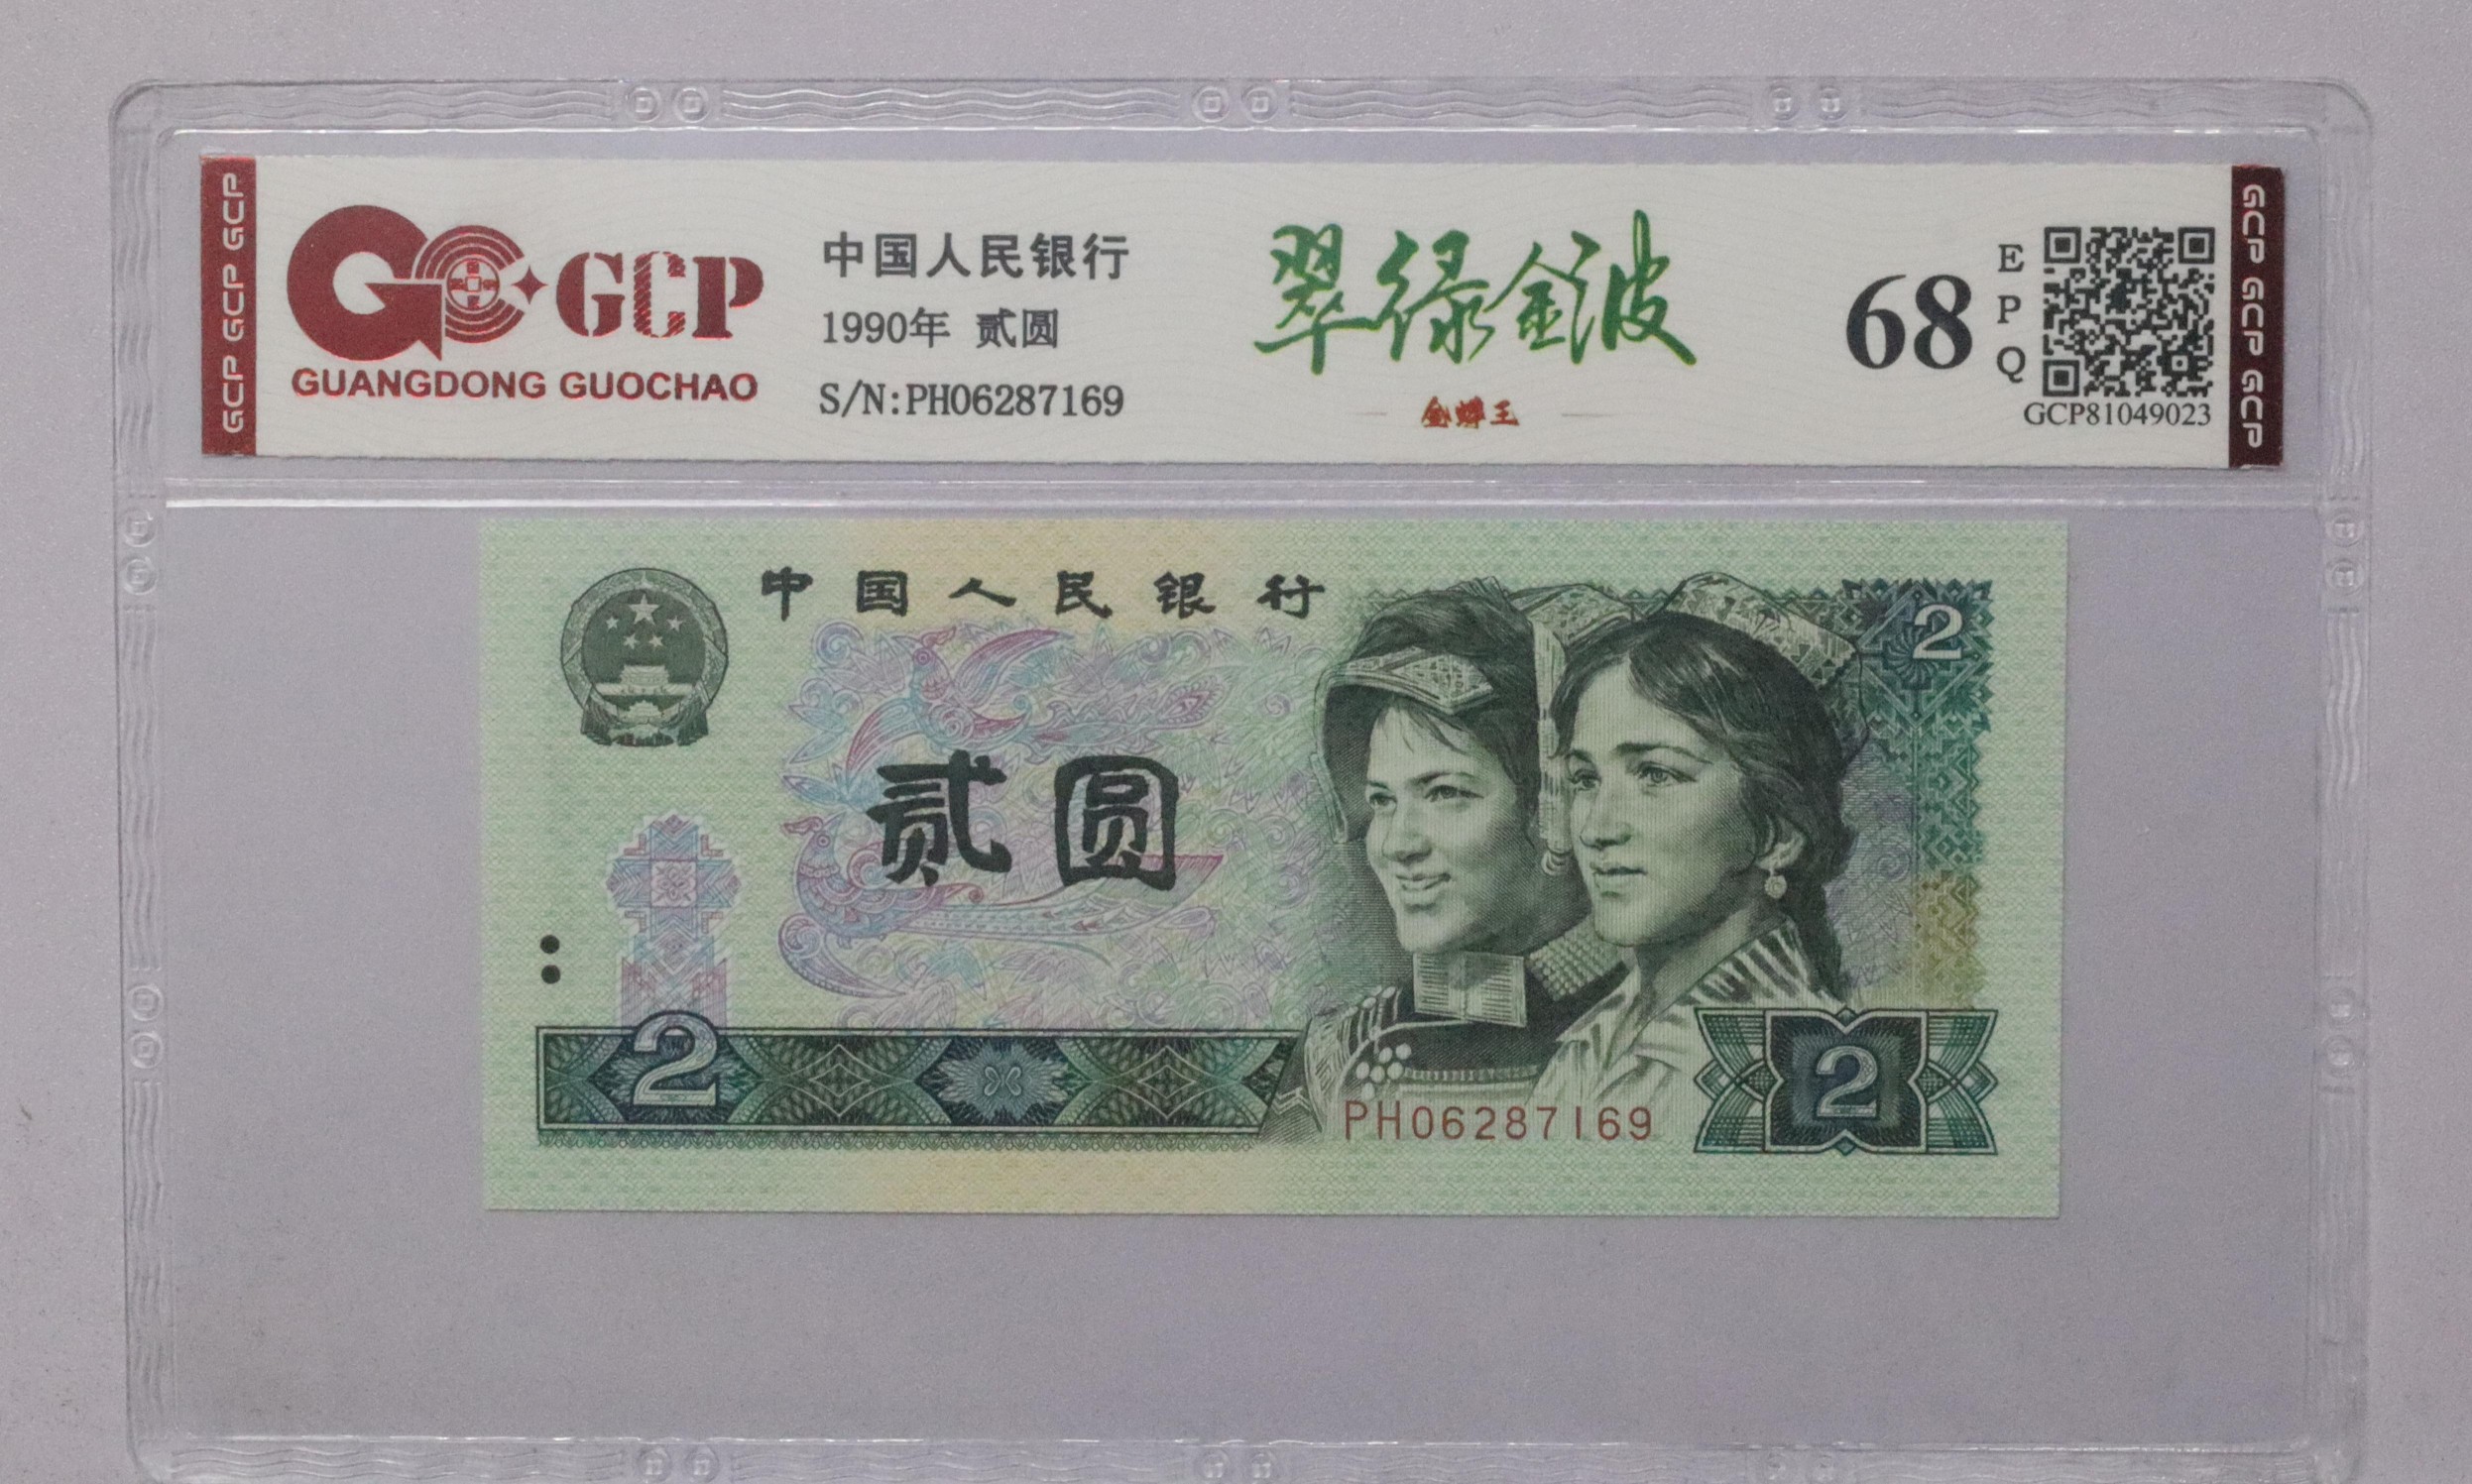 GCP GCP GCP
GCP
GUANGDONG GUOCHAO
中国人民银行
1990年 贰圆
S/N:PH06287169
翠绿金波
金蝉王
68
EPQ
GCP81049023
GCP GCP GCP
中国人民银行
2
贰圆
2
2
PH06287169